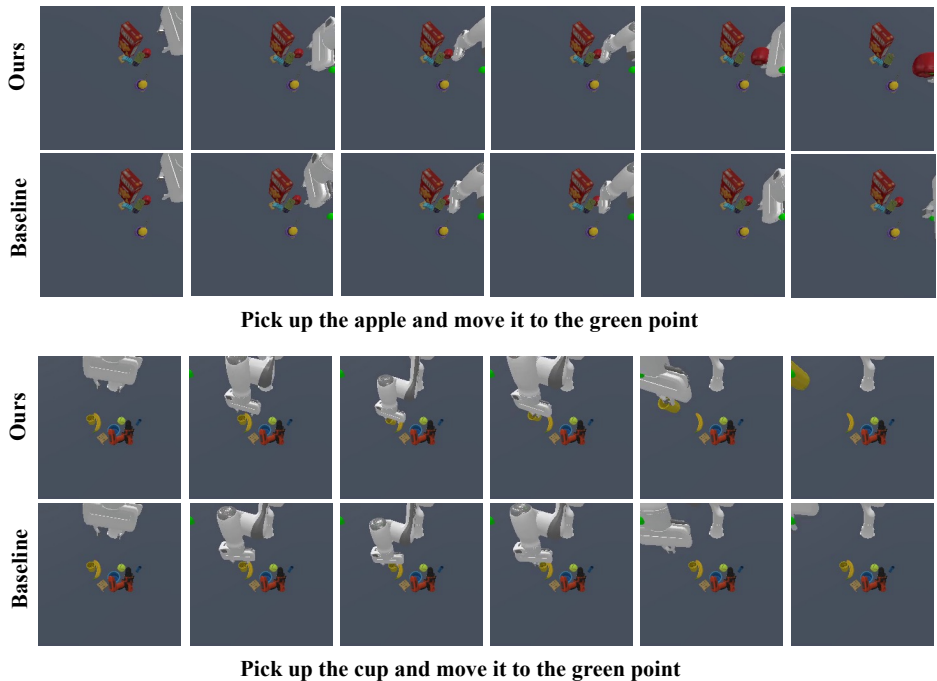 Ours
Baseline
Pick up the apple and move it to the green point
Ours
Baseline
Pick up the cup and move it to the green point